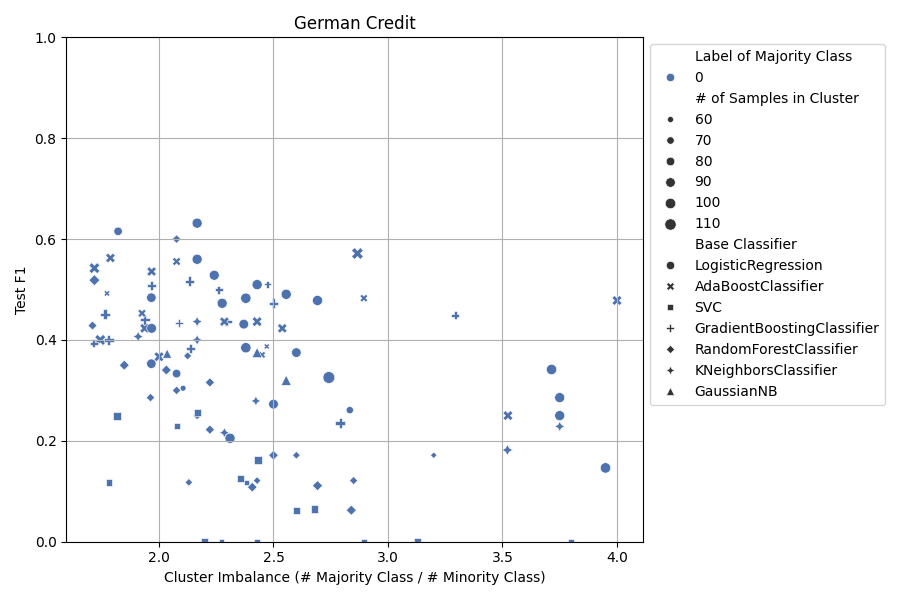 German Credit
1.0
0.8
0.6
0.4
0.2
0.0
Test F1
2.0
2.5
3.0
3.5
4.0
Cluster Imbalance (# Majority Class / # Minority Class)
Label of Majority Class
0
# of Samples in Cluster
60
70
80
90
100
110
Base Classifier
LogisticRegression
AdaBoostClassifier
SVC
GradientBoostingClassifier
RandomForestClassifier
KNeighborsClassifier
GaussianNB